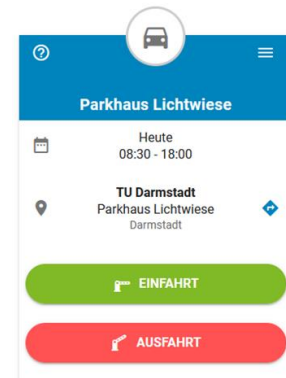 Parkhaus Lichtwiese
Heute
08:30 - 18:00
TU Darmstadt
Parkhaus Lichtwiese
Darmstadt
EINFAHRT
AUSFAHRT